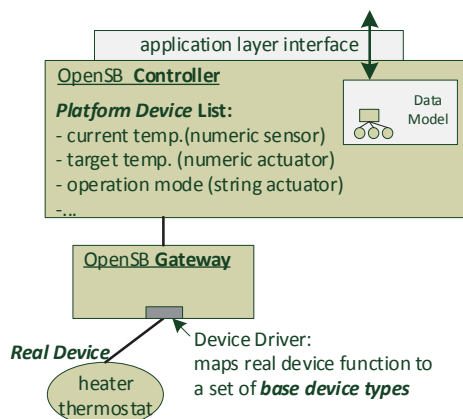 application layer interface
OpenSB Controller
Platform Device List:
- current temp.(numeric sensor)
- target temp. (numeric actuator)
- operation mode (string actuator)
-...
Data
Model
OpenSB Gateway
Device Driver:
maps real device function to
a set of base device types
Real Device
heater
thermostat